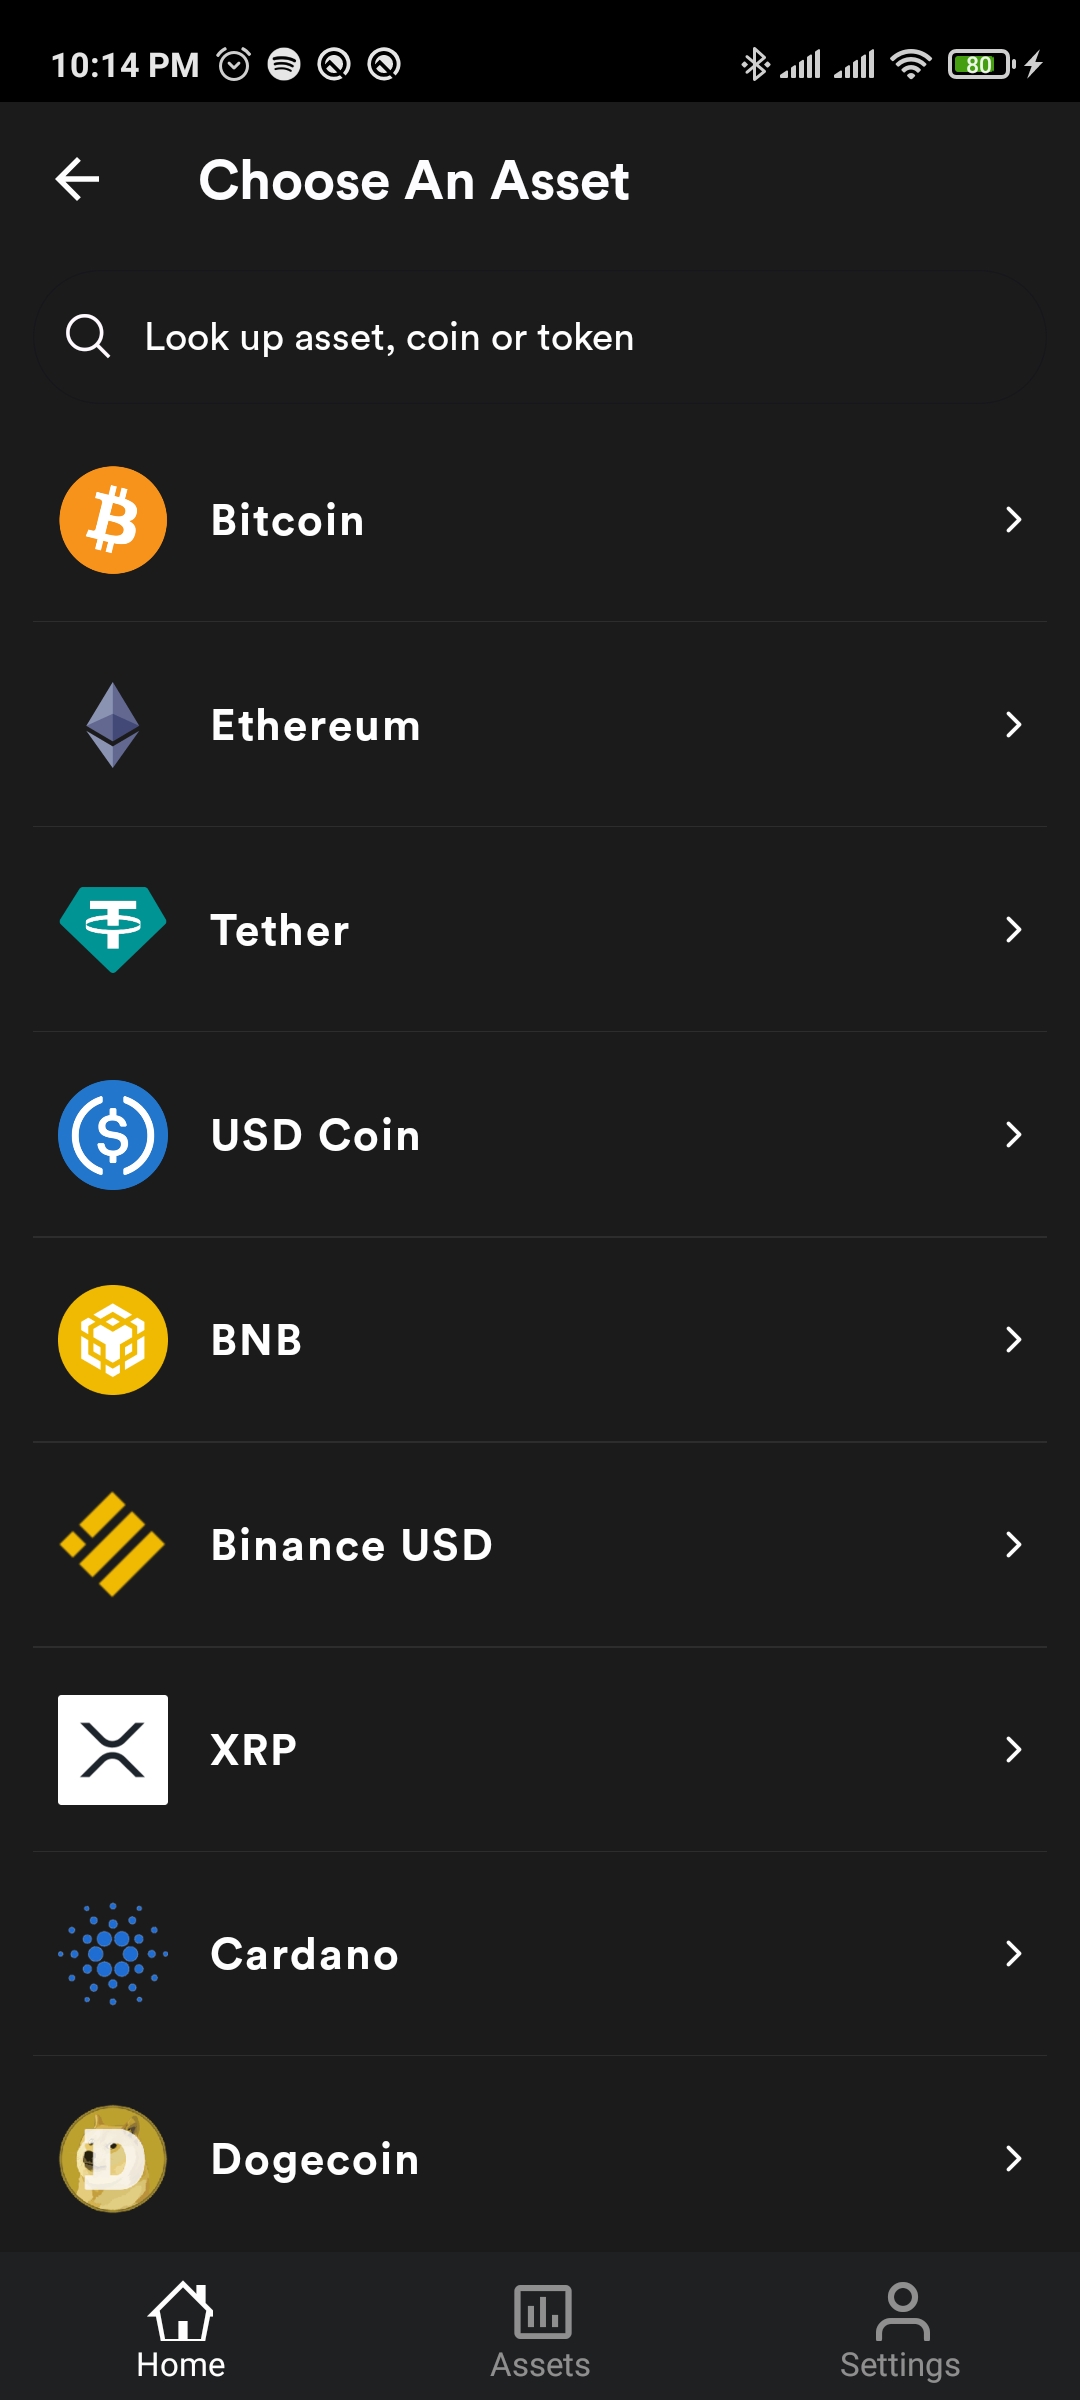 10:14 PM
80
Choose An Asset
Look up asset, coin or token
Bitcoin
Ethereum
Tether
USD Coin
BNB
Binance USD
XRP
Cardano
Dogecoin
Home
Assets
Settings